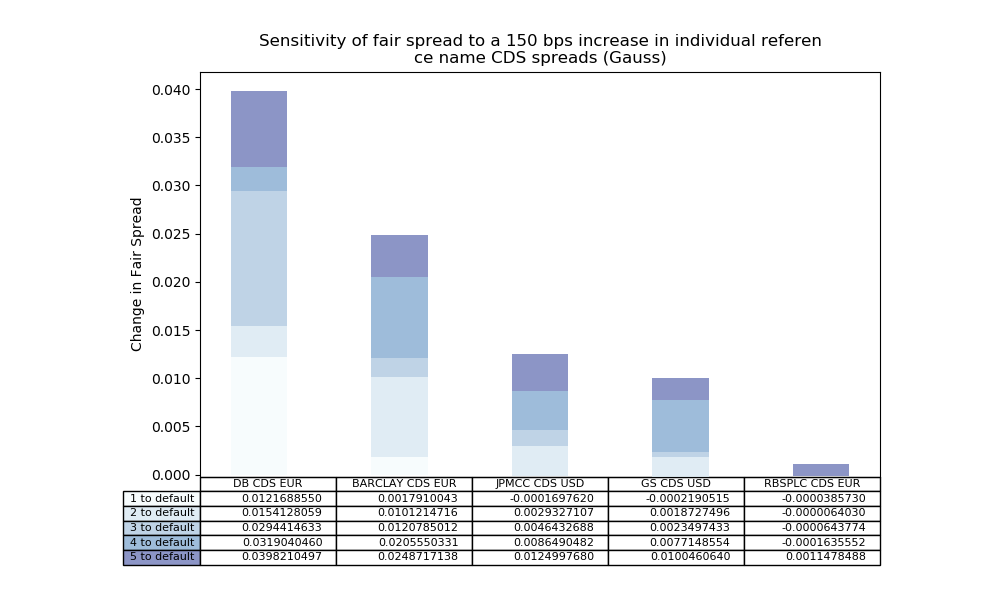 Sensitivity of fair spread to a 150 bps increase in individual referen
ce name CDS spreads (Gauss)
Change in Fair Spread
0.040
0.035
0.030
0.025
0.020
0.015
0.010
0.005
0.000
DB CDS EUR BARCLAY CDS EUR JPMCC CDS USD GS CDS USD RBSPLC CDS EUR
1 to default 0.0121688550 0.0017910043 -0.0001697620 -0.0002190515 -0.0000385730
2 to default 0.0154128059 0.0101214716 0.0029327107 0.0018727496 -0.0000064030
3 to default 0.0294414633 0.0120785012 0.0046432688 0.0023497433 -0.0000643774
4 to default 0.0319040460 0.0205550331 0.0086490482 0.0077148554 -0.0001635552
5 to default 0.0398210497 0.0248717138 0.0124997680 0.0100460640 0.0011478488